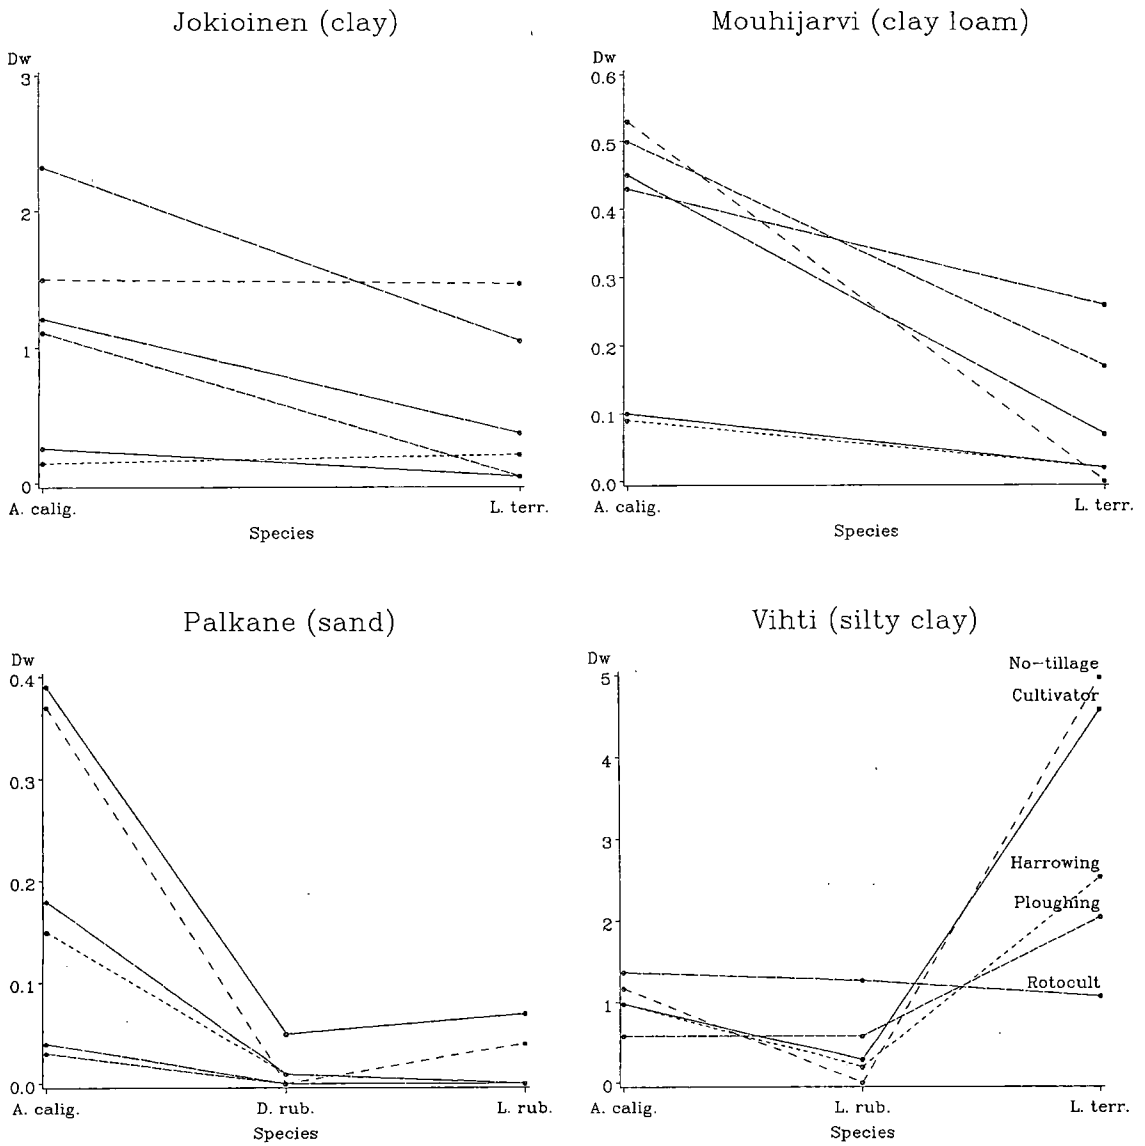 Jokioinen (clay)
Dw
3
2
1
0
A. calig.
L. terr.
Species
Mouhijarvi (clay loam)
Dw
0.6
0.5
0.4
0.3
0.2
0.1
0.0
A. calig.
L. terr.
Species
Palkane (sand)
Dw
0.4
0.3
0.2
0.1
0.0
A. calig.
D. rub.
L. rub.
Species
Vihti (silty clay)
Dw
5
4
3
2
1
0
No-tillage
Cultivator
Harrowing
Ploughing
Rotocult
A. calig.
L. rub.
L. terr.
Species